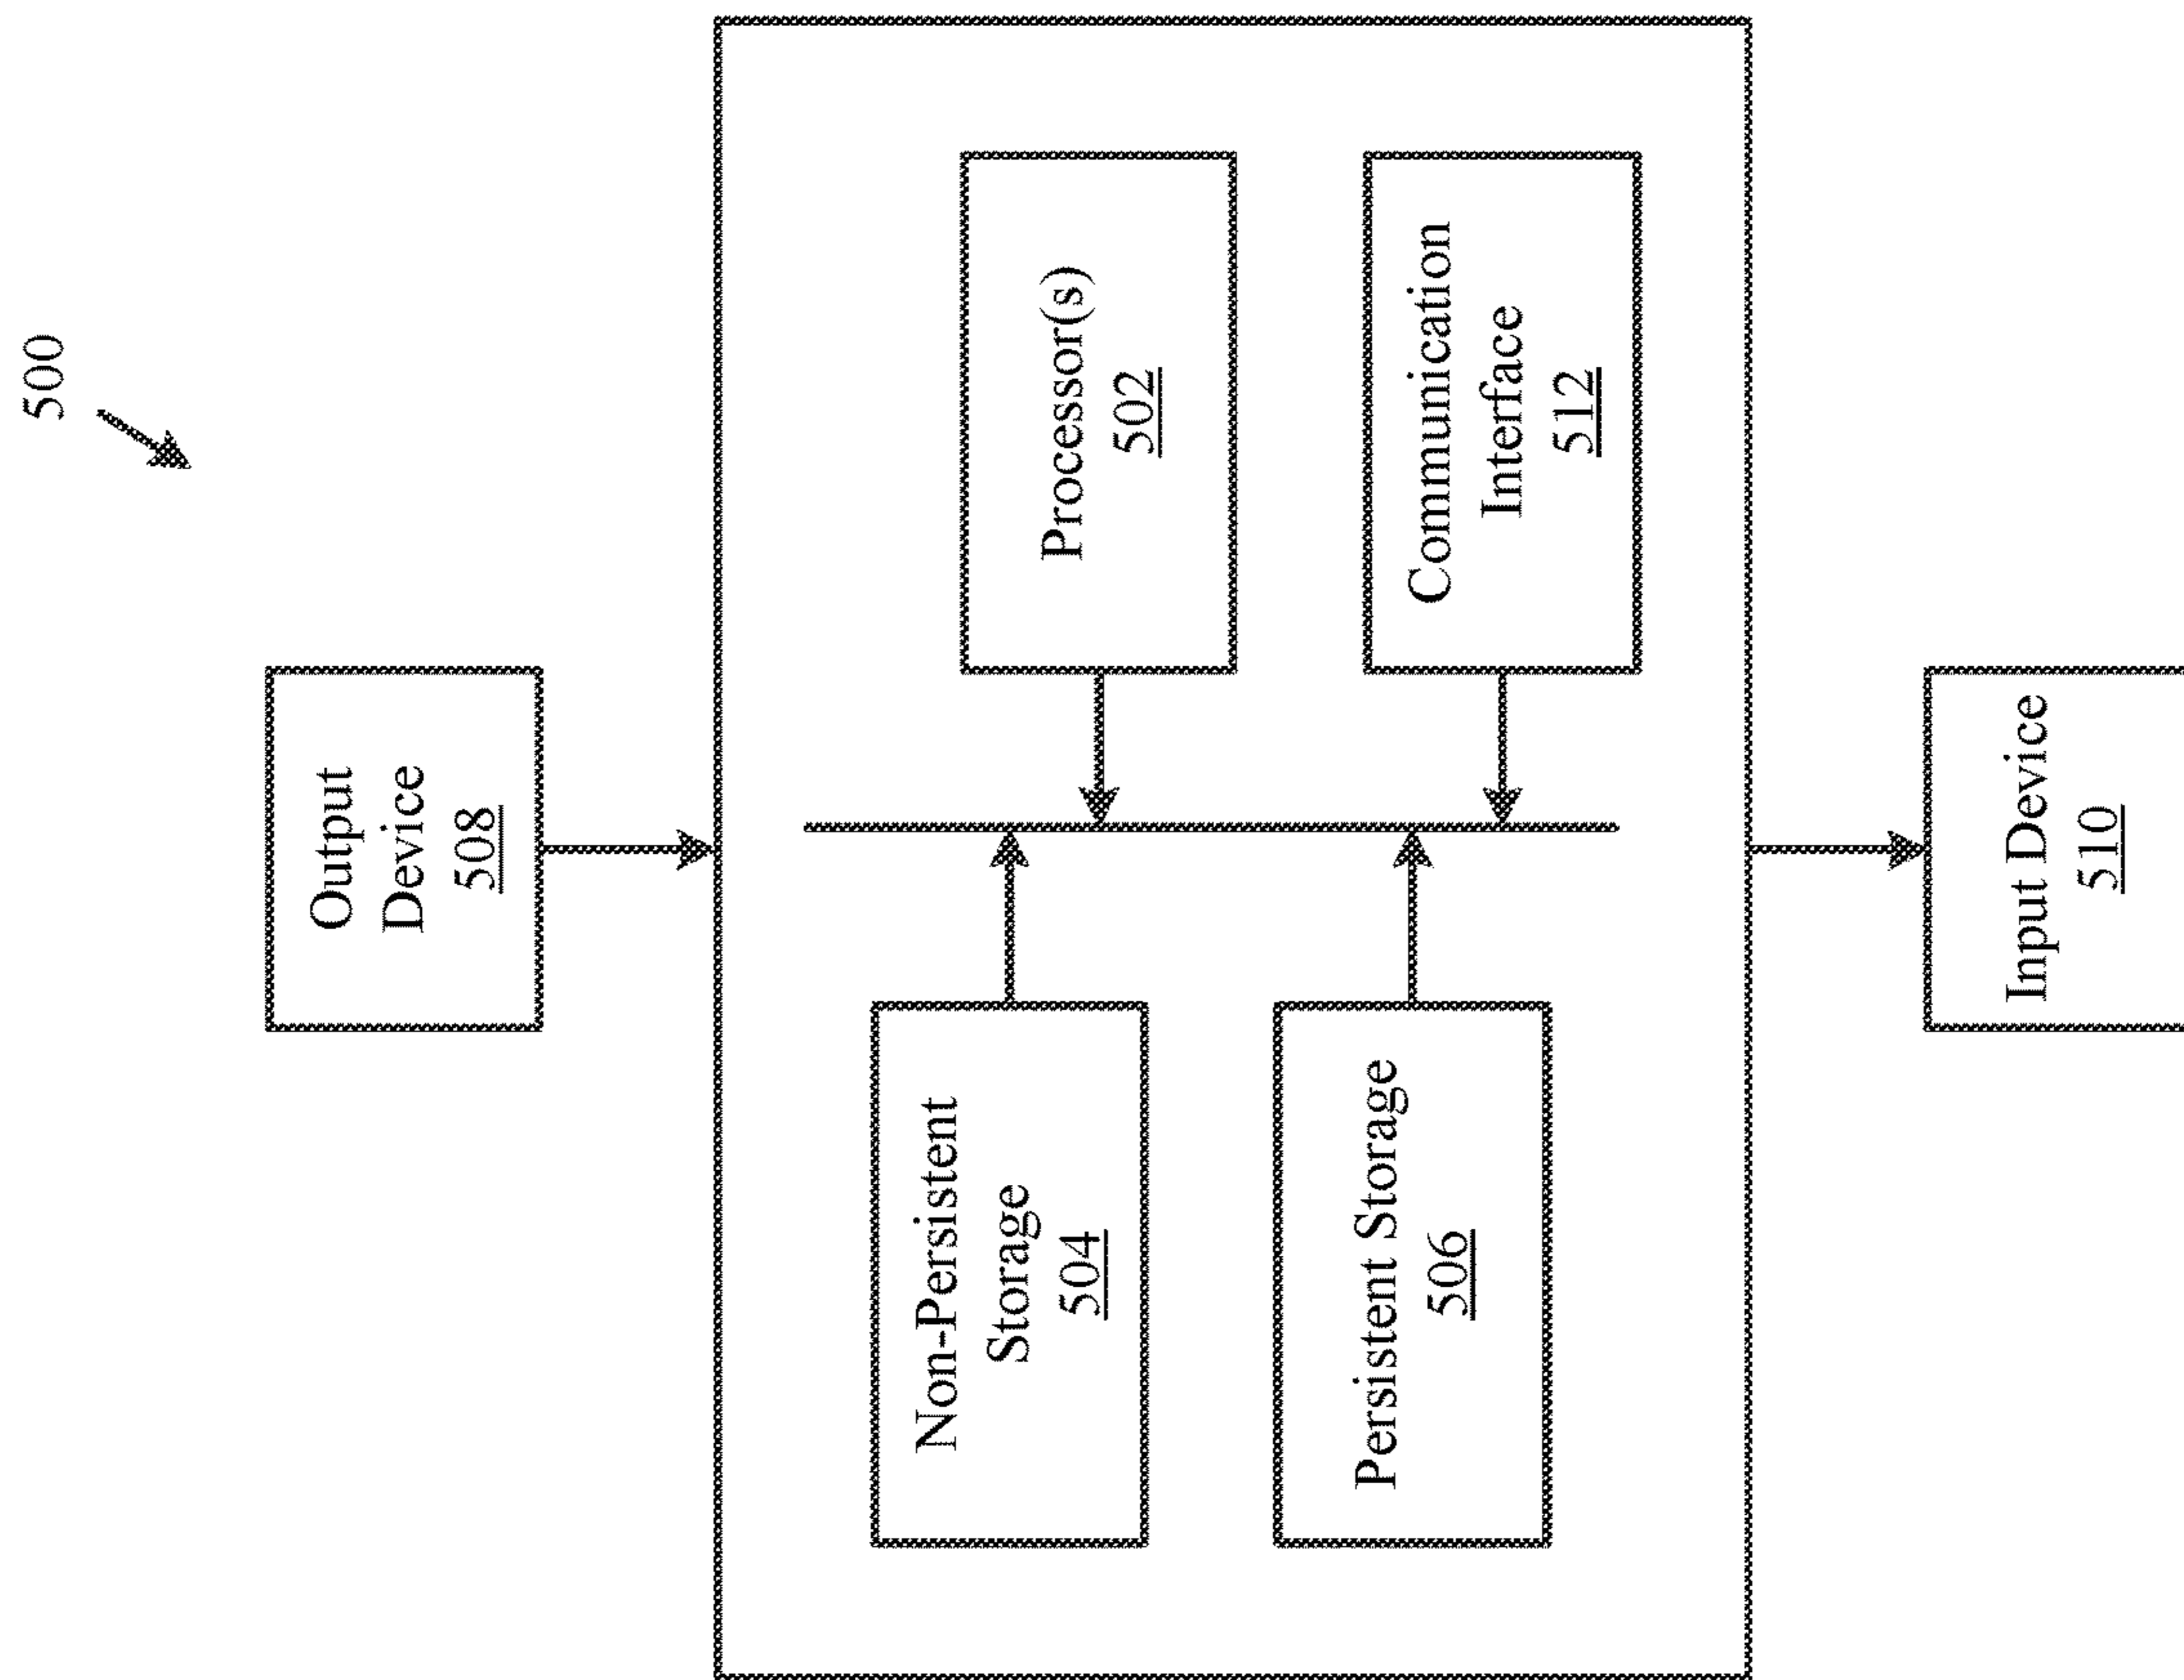 500
Output
Device
508
Non-Persistent
Storage
504
Processor(s)
502
Persistent Storage
506
Communication
Interface
512
Input Device
510